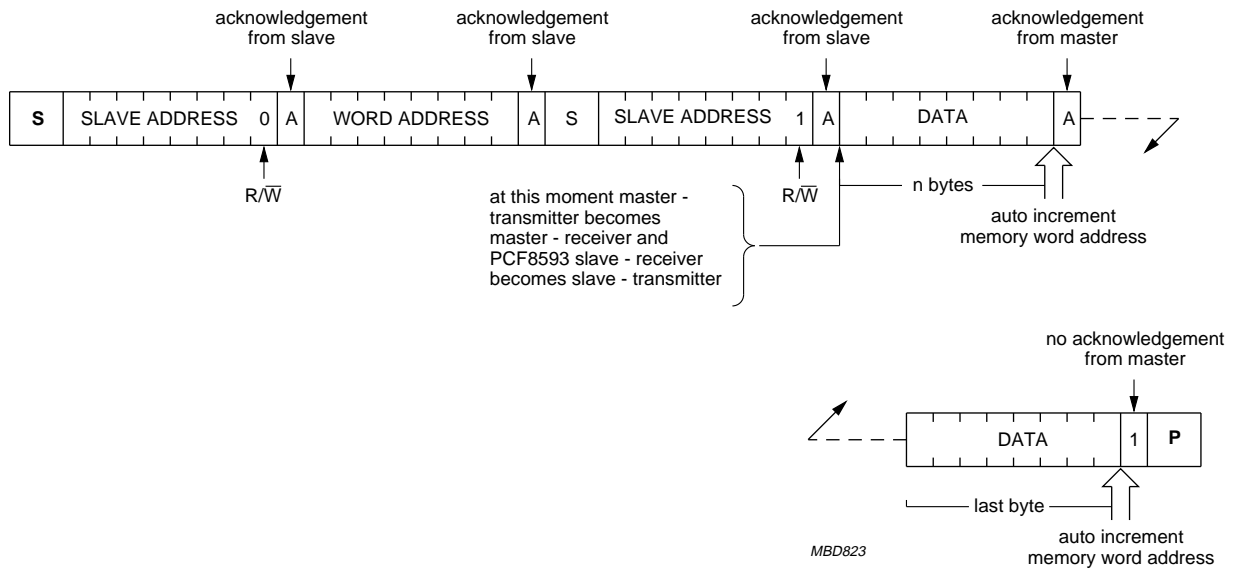 acknowledgement
from slave
acknowledgement
from slave
acknowledgement
from slave
acknowledgement
from master
S SLAVE ADDRESS 0 A WORD ADDRESS A S SLAVE ADDRESS 1 A DATA A
R/W̅
R/W̅
n bytes
at this moment master -
transmitter becomes
master - receiver and
PCF8593 slave - receiver
becomes slave - transmitter
auto increment
memory word address
no acknowledgement
from master
DATA 1 P
last byte
auto increment
memory word address
MBD823